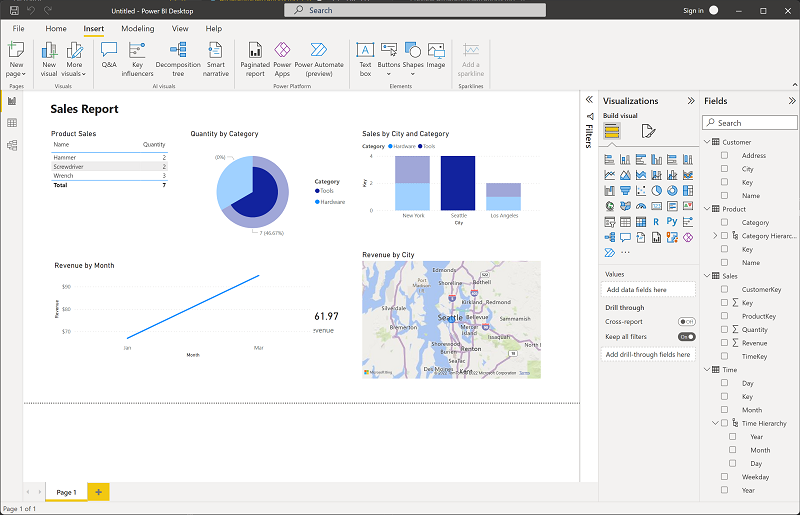 Untitled - Power BI Desktop
Search
Sign in
File Home Insert Modeling View Help
New page
New visual
More visuals
Q&A
Key influencers
Decomposition tree
Smart narrative
Paginated report
Power Apps
Power Automate (preview)
Text box
Buttons
Shapes
Image
Add a sparkline
Pages
Visuals
AI visuals
Power Platform
Elements
Sparklines
Sales Report
Product Sales
Name Quantity
Hammer 2
Screwdriver 2
Wrench 3
Total 7
Quantity by Category
(0%)
7 (46.67%)
Category
Tools
Hardware
Sales by City and Category
Category Hardware Tools
Key
4
2
0
New York Seattle Los Angeles
City
Revenue by Month
Revenue
$90
$80
$70
Jan Mar
Month
61.97
evenue
Revenue by City
Edmonds
Port Madison
Shoreline
Bothell
Kirkland
Redmond
Silverdale
Seattle
Bellevue
Sammamish
Bremerton
Mercer Island
Issaquah
Shorewood
Burien
Renton
SeaTac
Des Moines
Kent
Microsoft Bing
2022 Microsoft Corporation Terms
Filters
Visualizations
Build visual
R Py
Values
Add data fields here
Drill through
Cross-report Off
Keep all filters On
Add drill-through fields here
Fields
Search
Customer
Address
City
Key
Name
Product
Category
Category Hierarc...
Key
Name
Sales
CustomerKey
Key
ProductKey
Quantity
Revenue
TimeKey
Time
Day
Key
Month
Time Hierarchy
Year
Month
Day
Weekday
Year
Page 1
Page 1 of 1